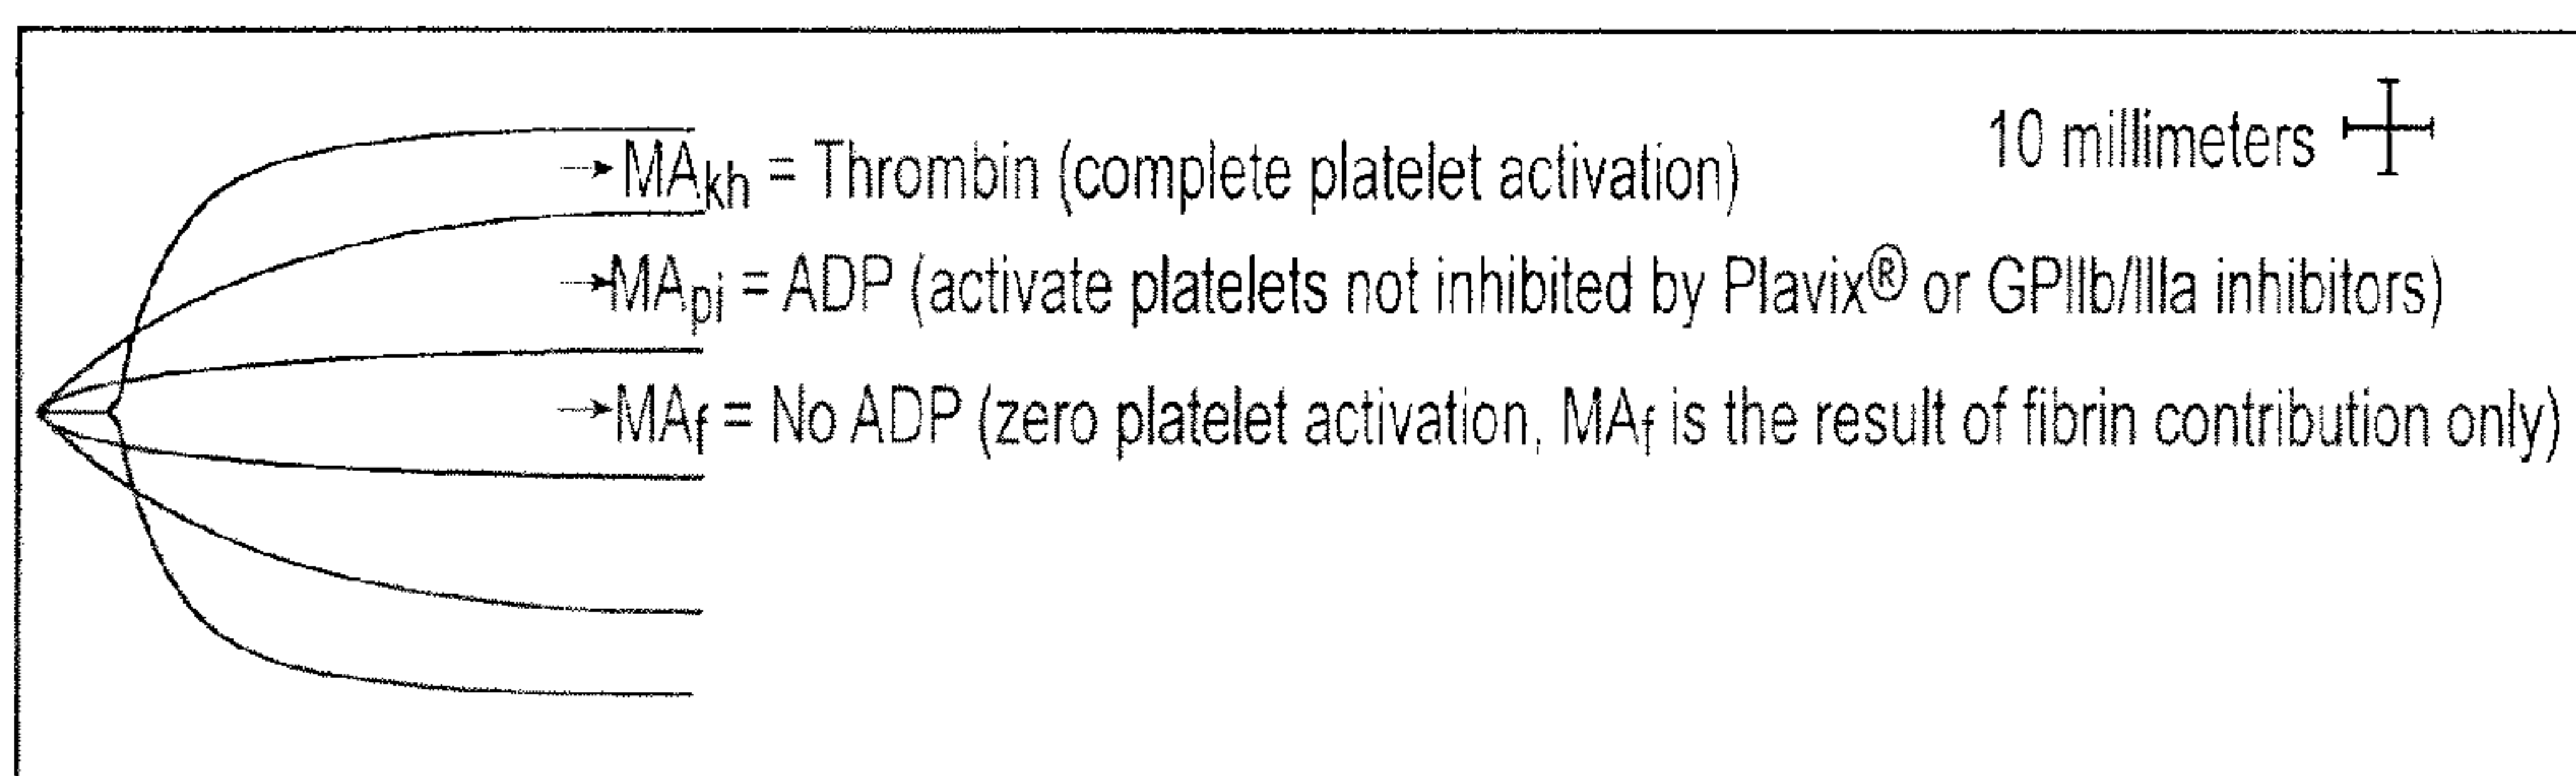 10 millimeters
MAkh = Thrombin (complete platelet activation)
MApi = ADP (activate platelets not inhibited by Plavix® or GPIIb/IIIa inhibitors)
MAf = No ADP (zero platelet activation, MAf is the result of fibrin contribution only)